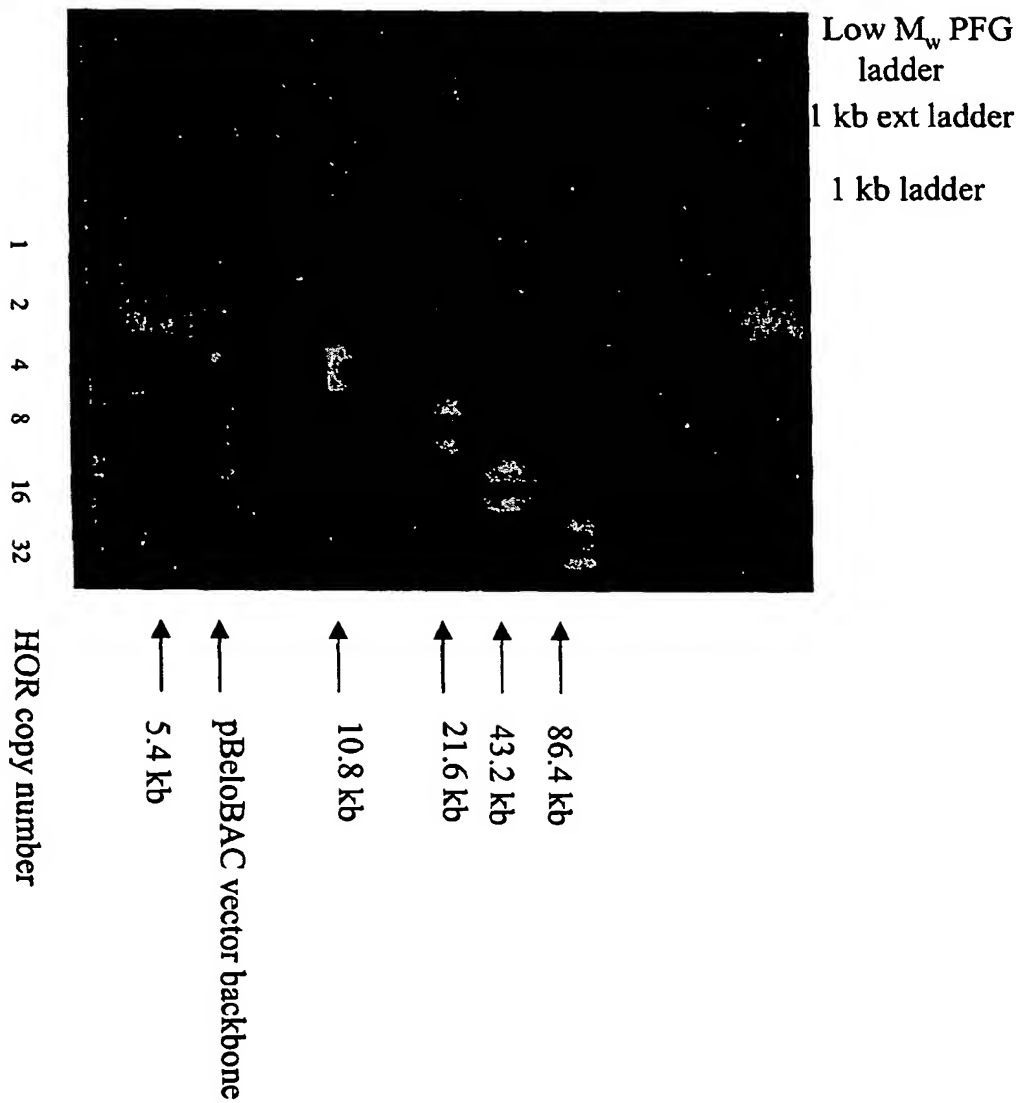 Low Mw PFG
ladder
1 kb ext ladder
1 kb ladder
1
2
4
8
16
32
HOR copy number
86.4 kb
43.2 kb
21.6 kb
10.8 kb
pBeloBAC vector backbone
5.4 kb